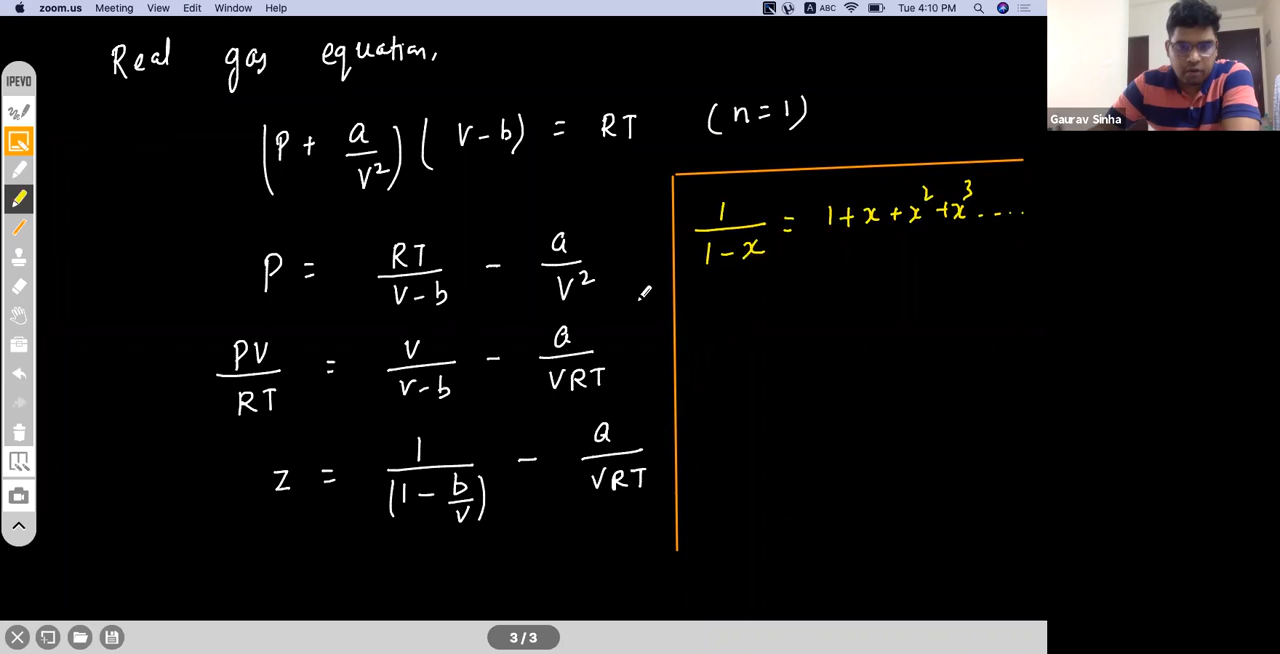 zoom.us Meeting View Edit Window Help
A ABC Tue 4:10 PM
IPEVO
Real gas equation,
(P + a/V²) (V-b) = RT (n=1)
P = RT/(V-b) - a/V²
PV/RT = V/(V-b) - a/VRT
Z = 1/(1 - b/V) - a/VRT
1/(1-x) = 1+x+x²+x³.....
Gaurav Sinha
3/3